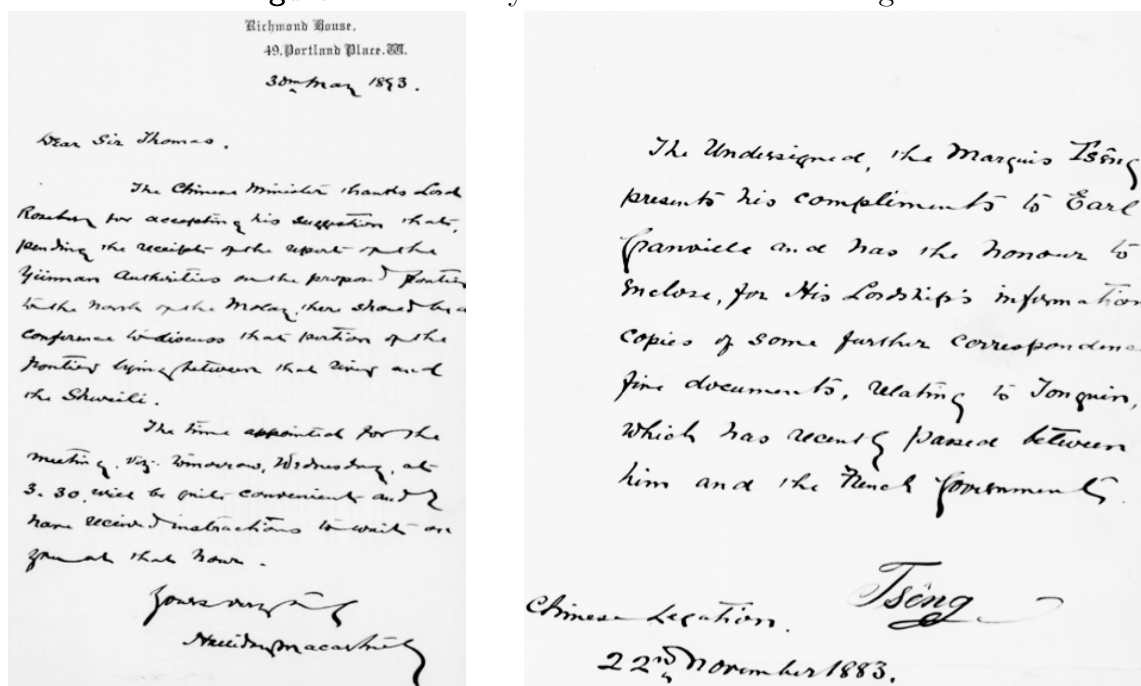 Richmond House,
49, Portland Place. W.
30th May 1893.
Dear Sir Thomas,
The Chinese Minister thanks Lord
Rosebery for accepting his suggestion that,
pending the receipt of the report of the
Yünnan Authorities on the proposed frontier
to the North of the Molay, there should be a
conference to discuss that portion of the
frontier lying between that river and
the Shweili.
The time appointed for the
meeting, viz. tomorrow, Wednesday, at
3.30, will be quite convenient and I
have received instructions to wait on
you at that hour.
Yours very
Halliday Macartney
The Undersigned, the Marquis Tsêng
presents his compliments to Earl
Granville and has the honour to
enclose, for His Lordship's information
copies of some further correspondence
five documents, relating to Tonquin,
which has recently passed between
him and the French Government.
Tsêng
Chinese Legation.
22nd November 1883.